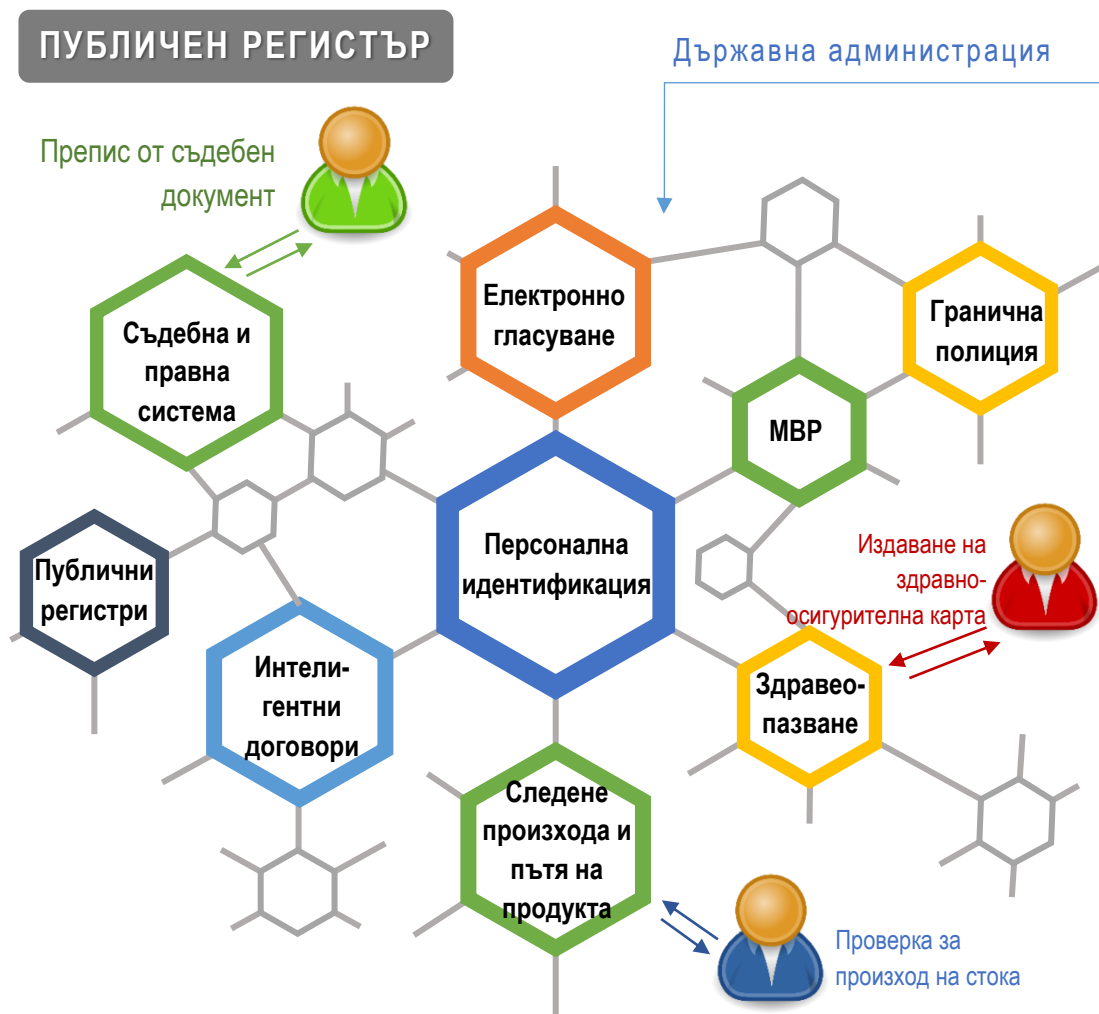 ПУБЛИЧЕН РЕГИСТЪР
Държавна администрация
Препис от съдебен
документ
Електронно
гласуване
Гранична
полиция
Съдебна и
правна
система
МВР
Персонална
идентификация
Издаване на
здравно-
осигурителна карта
Публични
регистри
Интели-
гентни
договори
Здравео-
пазване
Следене
произхода и
пътя на
продукта
Проверка за
произход на стока